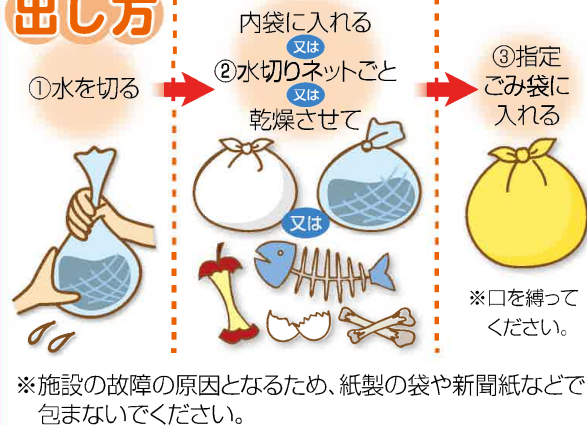 出し方
①水を切る
内袋に入れる
又は
②水切りネットごと
又は
乾燥させて
又は
③指定
ごみ袋に
入れる
※口を縛って
ください。
※施設の故障の原因となるため、紙製の袋や新聞紙などで
包まないでください。